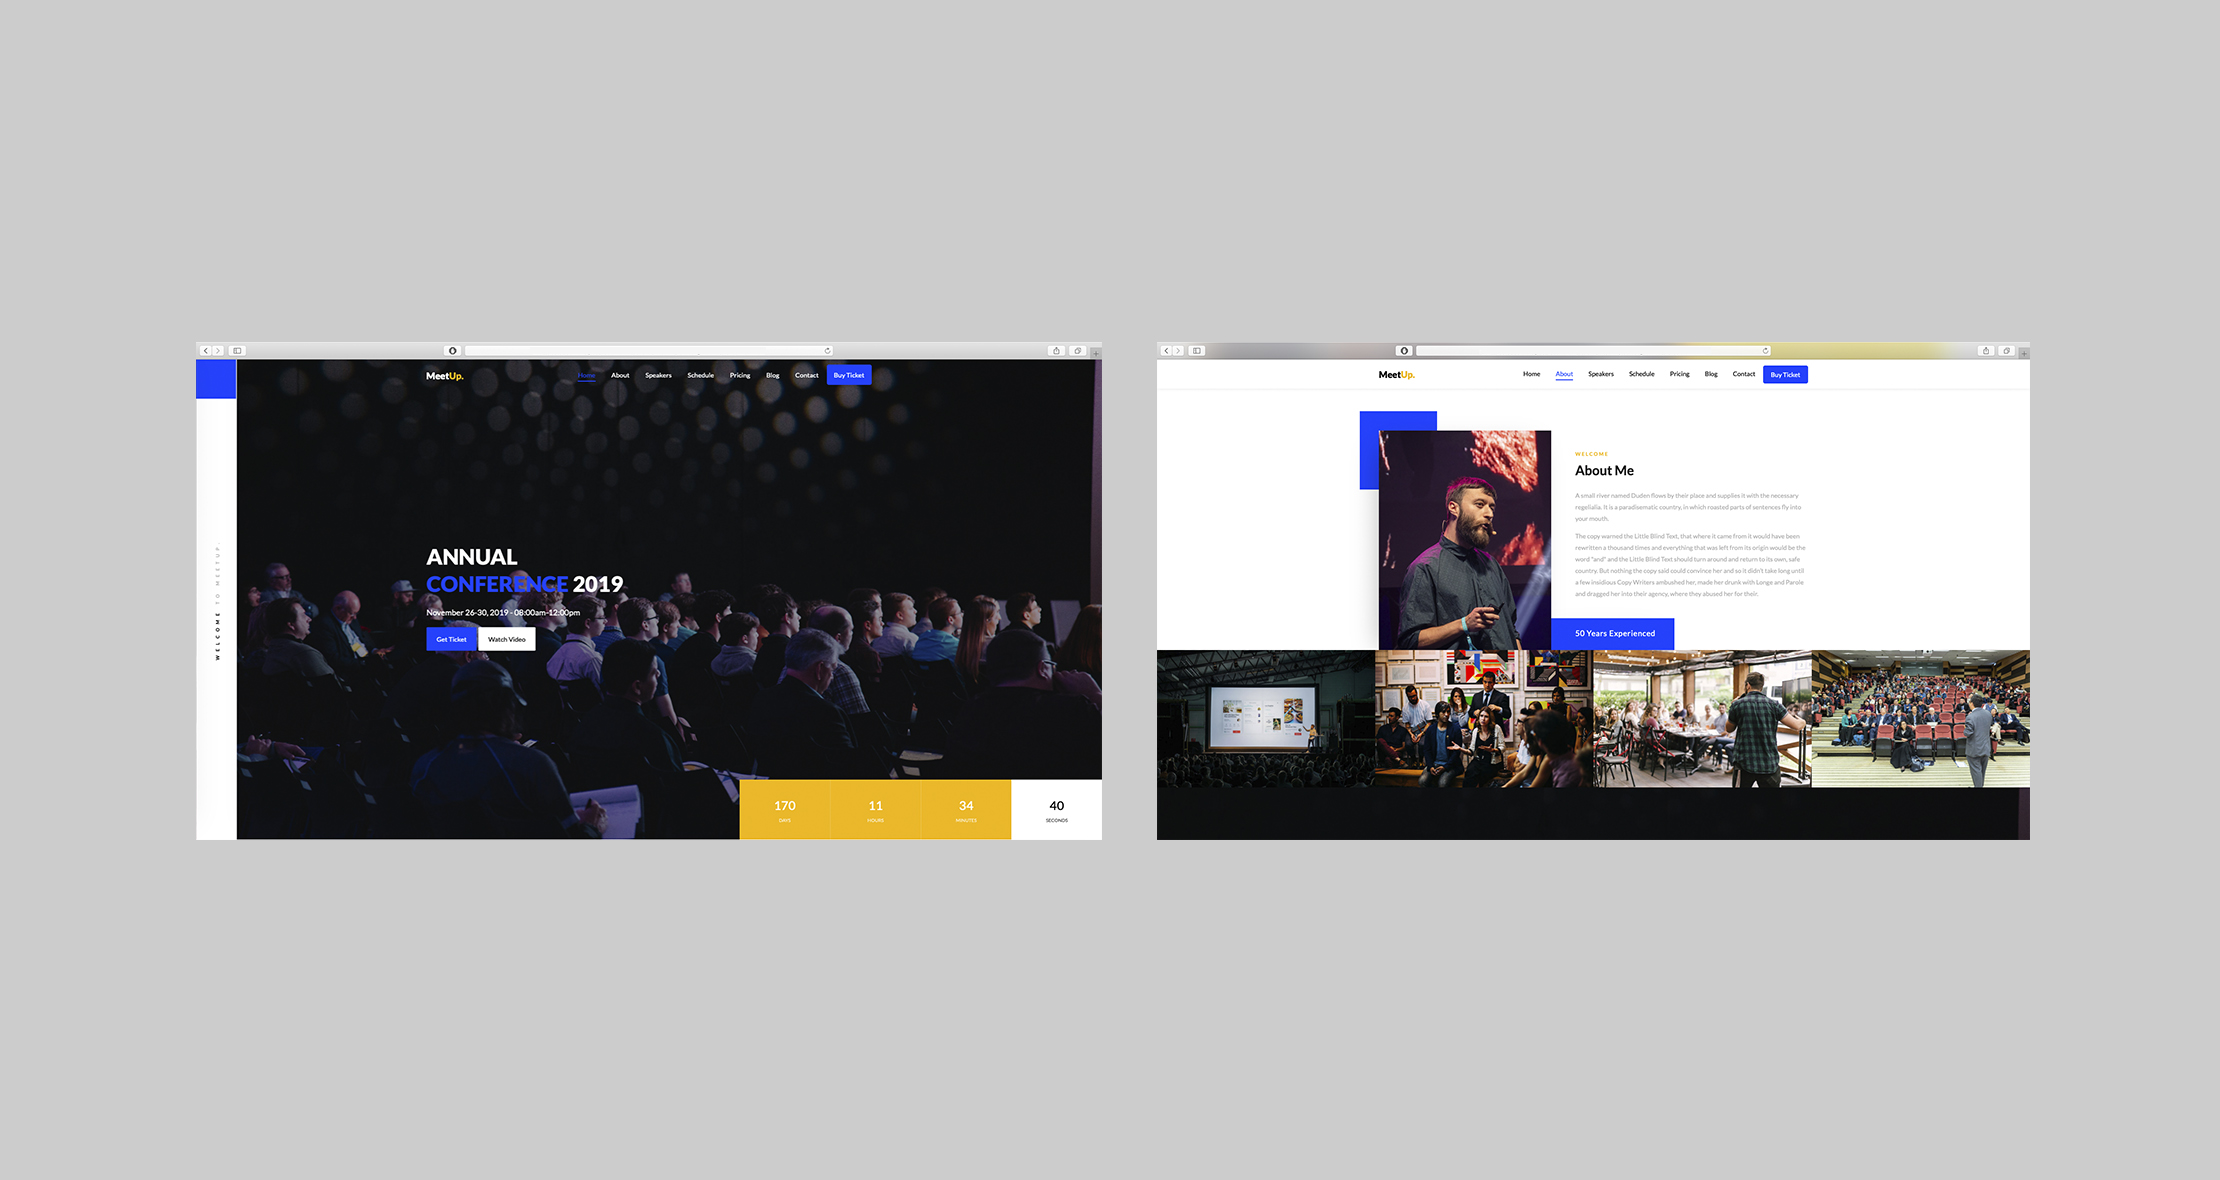 MeetUp.
Home About Speakers Schedule Pricing Blog Contact Buy Ticket
WELCOME TO MEETUP.
ANNUAL
CONFERENCE 2019
November 26-30, 2019 - 08:00am-12:00pm
Get Ticket Watch Video
170 11 34 40
DAYS HOURS MINUTES SECONDS
MeetUp.
Home About Speakers Schedule Pricing Blog Contact Buy Ticket
WELCOME
About Me
A small river named Duden flows by their place and supplies it with the necessary
regelialia. It is a paradisematic country, in which roasted parts of sentences fly into
your mouth.
The copy warned the Little Blind Text, that where it came from it would have been
rewritten a thousand times and everything that was left from its origin would be the
word "and" and the Little Blind Text should turn around and return to its own, safe
country. But nothing the copy said could convince her and so it didn't take long until
a few insidious Copy Writers ambushed her, made her drunk with Longe and Parole
and dragged her into their agency, where they abused her for their.
50 Years Experienced